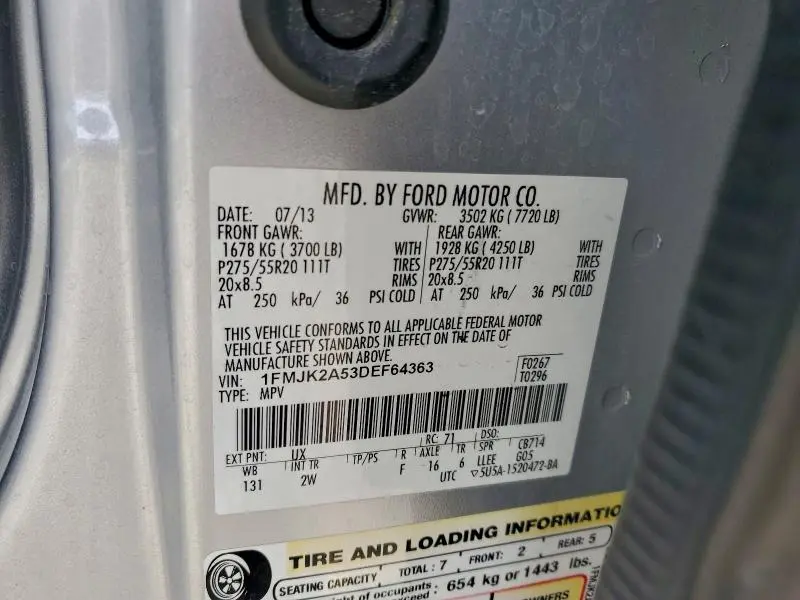 MFD. BY FORD MOTOR CO.
DATE: 07/13 GVWR: 3502 KG ( 7720 LB)
FRONT GAWR: REAR GAWR:
1678 KG ( 3700 LB) WITH 1928 KG ( 4250 LB) WITH
P275/55R20 111T TIRES P275/55R20 111T TIRES
20x8.5 RIMS 20x8.5 RIMS
AT 250 kPa/ 36 PSI COLD AT 250 kPa/ 36 PSI COLD
THIS VEHICLE CONFORMS TO ALL APPLICABLE FEDERAL MOTOR
VEHICLE SAFETY STANDARDS IN EFFECT ON THE DATE OF
MANUFACTURE SHOWN ABOVE.
VIN: 1FMJK2A53DEF64363 F0267
TYPE: MPV T0296
EXT PNT: UX RC: 71 DSO:
WB INT TR TP/PS R AXLE TR SPR CB714
131 2W F 16 6 LLEE G05
UTC ▽5U5A-1520472-BA
TIRE AND LOADING INFORMATIO
SEATING CAPACITY TOTAL: 7 FRONT: 2 REAR: 5
of occupants 654 kg or 1443 lbs.
OWNERS